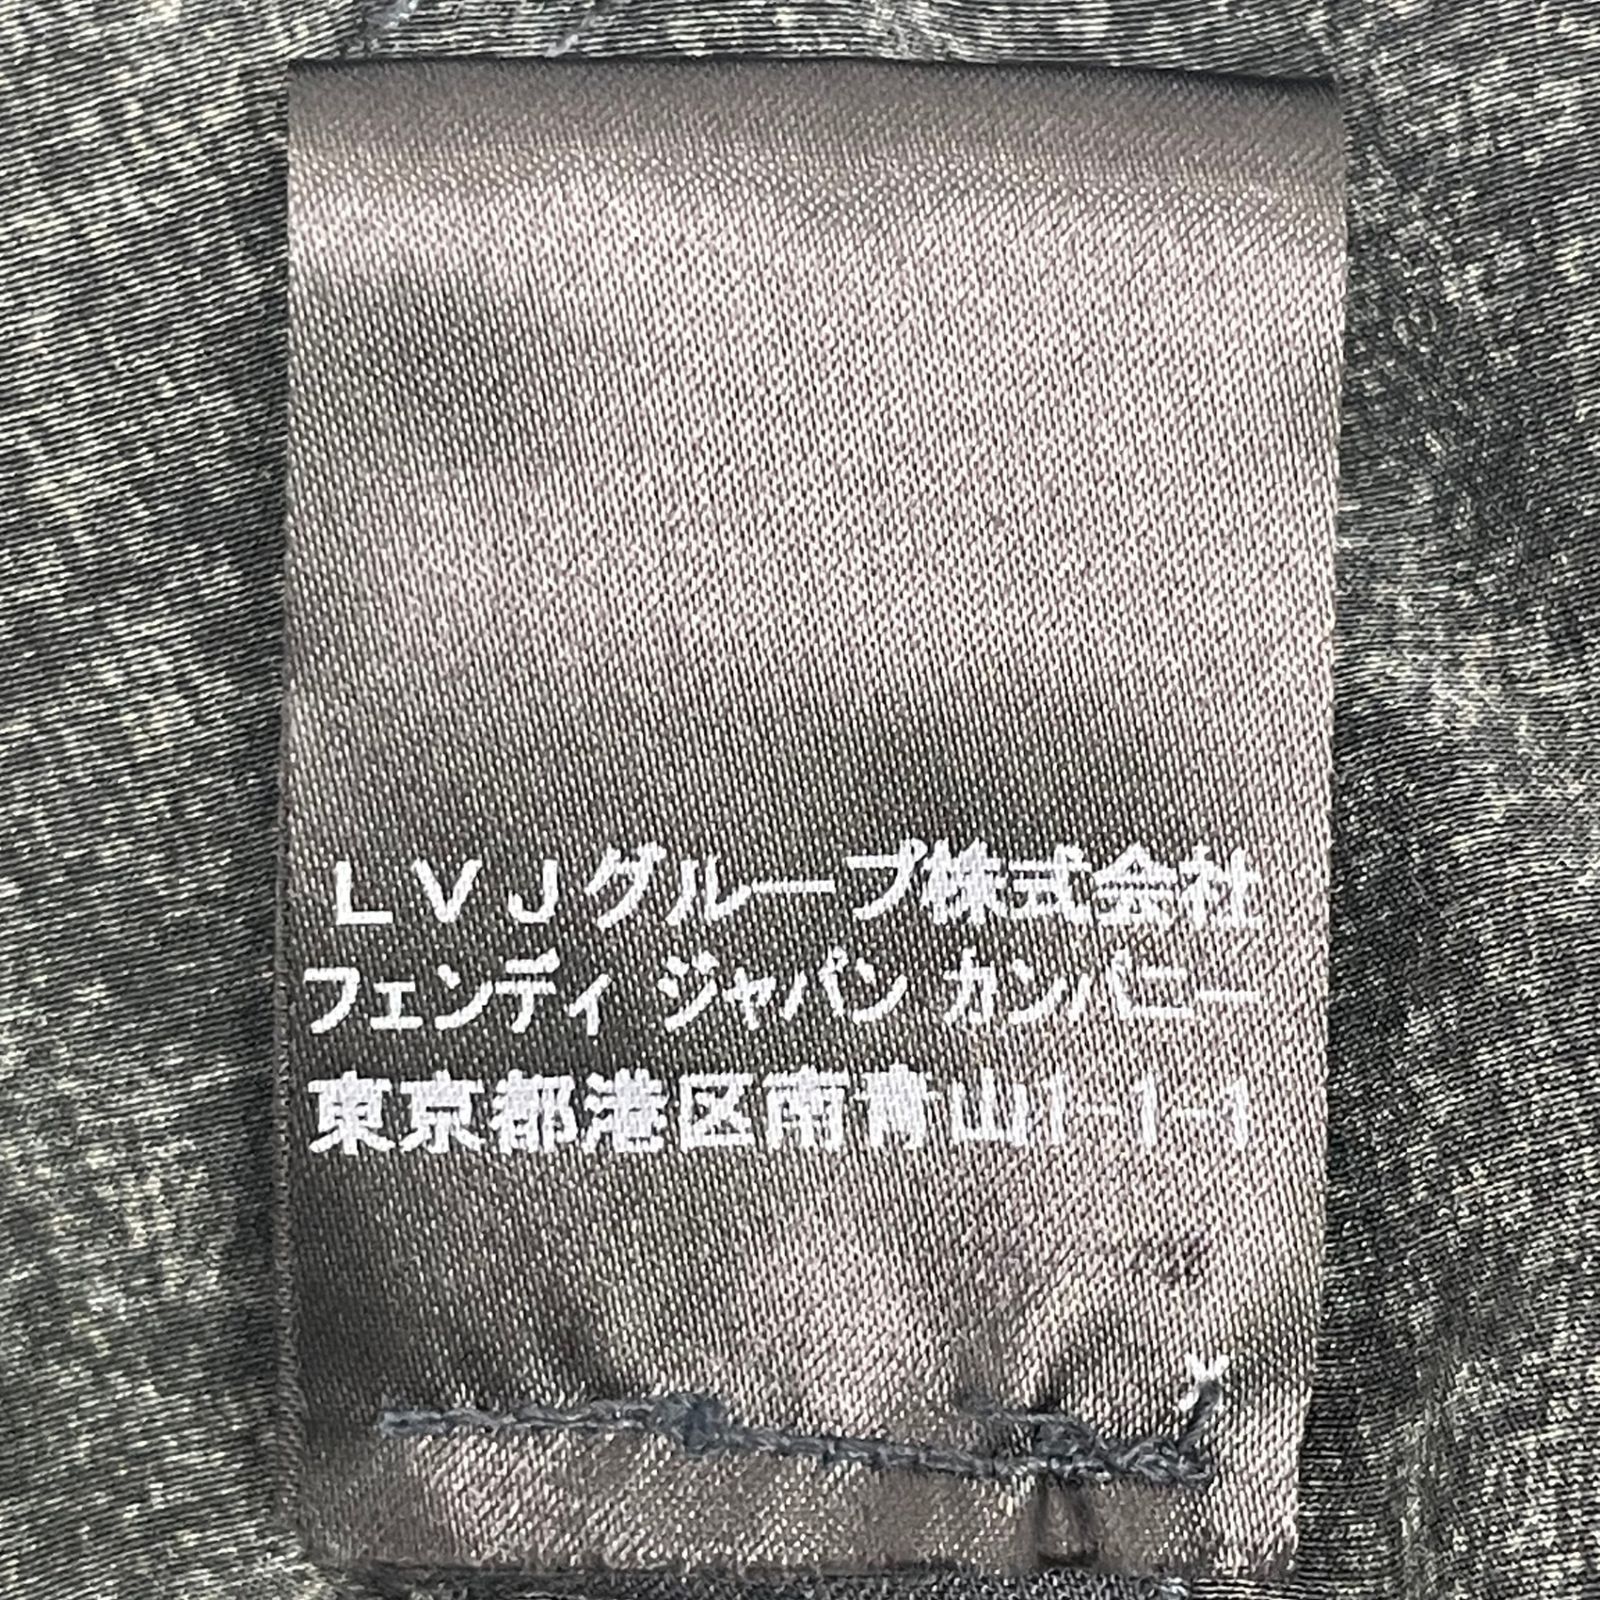 LVJグループ株式会社
フェンディ ジャパン カンパニー
東京都港区南青山1-1-1